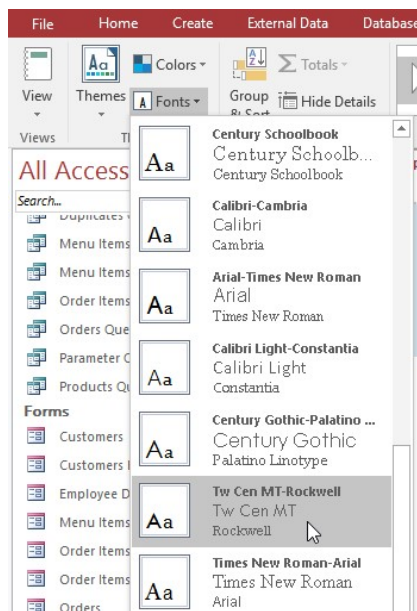 File Home Create External Data Database
View
Themes
Colors
Fonts
Group
& Sort
Totals
Hide Details
Views
All Access
Search...
Duplicates
Menu Items
Menu Items
Order Items
Orders Que
Parameter
Products Qu
Forms
Customers
Customers
Employee D
Menu Items
Order Items
Order Items
Orders
Aa
Century Schoolbook
Century Schoolb...
Century Schoolbook
Aa
Calibri-Cambria
Calibri
Cambria
Aa
Arial-Times New Roman
Arial
Times New Roman
Aa
Calibri Light-Constantia
Calibri Light
Constantia
Aa
Century Gothic-Palatino ...
Century Gothic
Palatino Linotype
Aa
Tw Cen MT-Rockwell
Tw Cen MT
Rockwell
Aa
Times New Roman-Arial
Times New Roman
Arial